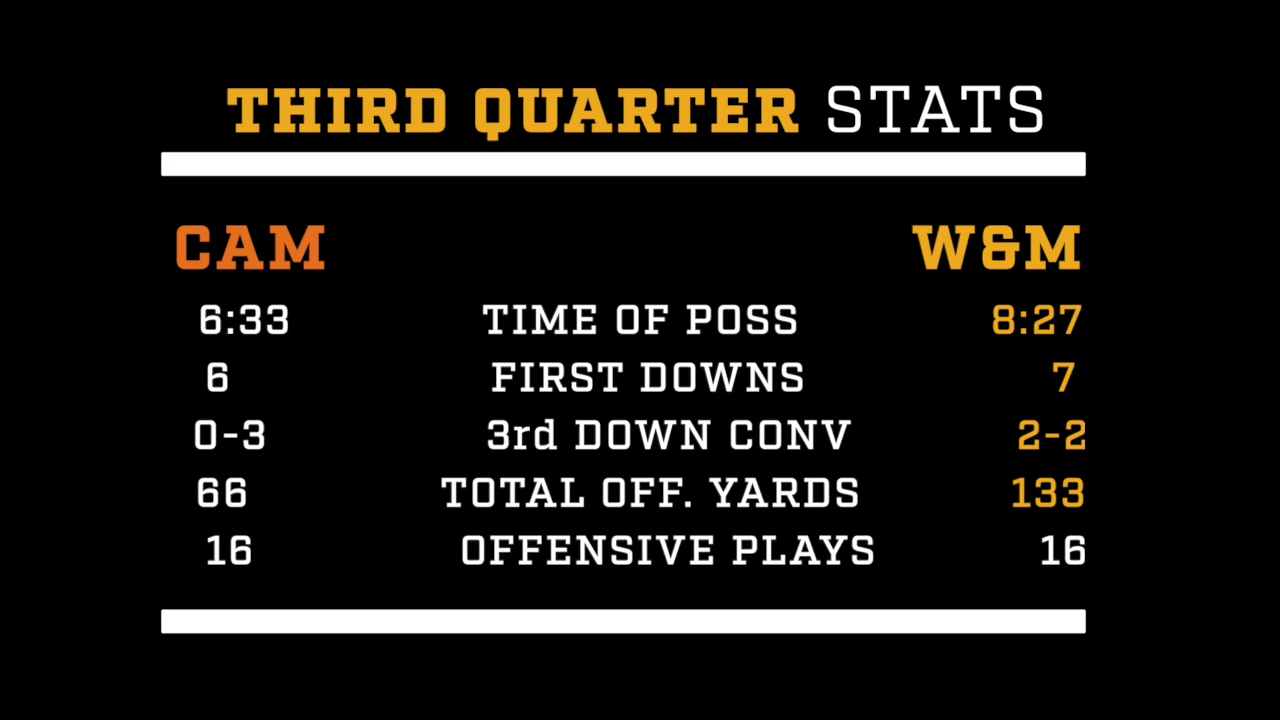 THIRD QUARTER STATS
CAM W&M
6:33 TIME OF POSS 8:27
6 FIRST DOWNS 7
0-3 3rd DOWN CONV 2-2
66 TOTAL OFF. YARDS 133
16 OFFENSIVE PLAYS 16